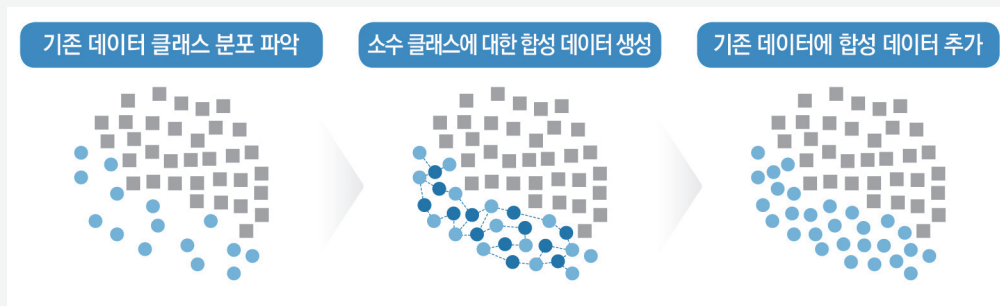 기존 데이터 클래스 분포 파악
소수 클래스에 대한 합성 데이터 생성
기존 데이터에 합성 데이터 추가